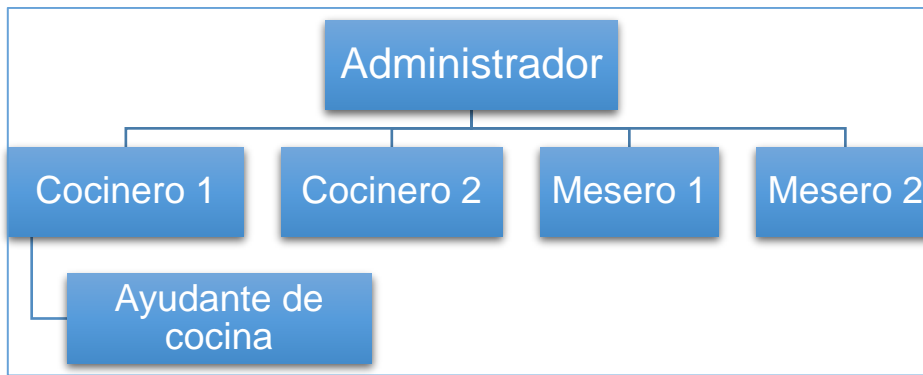 Administrador
Cocinero 1
Cocinero 2
Mesero 1
Mesero 2
Ayudante de
cocina